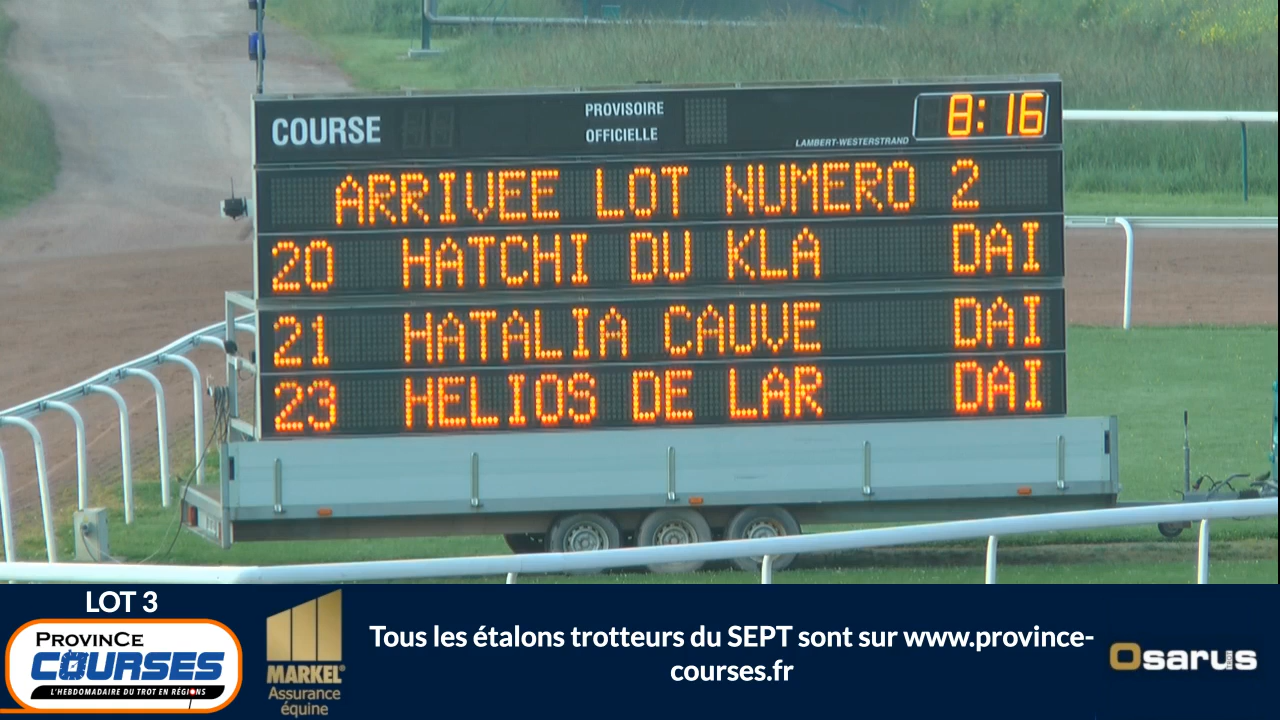 COURSE
PROVISOIRE
OFFICIELLE
LAMBERT-WESTERSTRAND
8:16
ARRIVEE LOT NUMERO 2
20 HATCHI DU KLA DAI
21 HATALIA CAUVE DAI
23 HELIOS DE LAR DAI
LOT 3
PROVINCE
COURSES
L'HEBDOMADAIRE DU TROT EN RÉGIONS
MARKEL®
Assurance
équine
Tous les étalons trotteurs du SEPT sont sur www.province-
courses.fr
Osarus